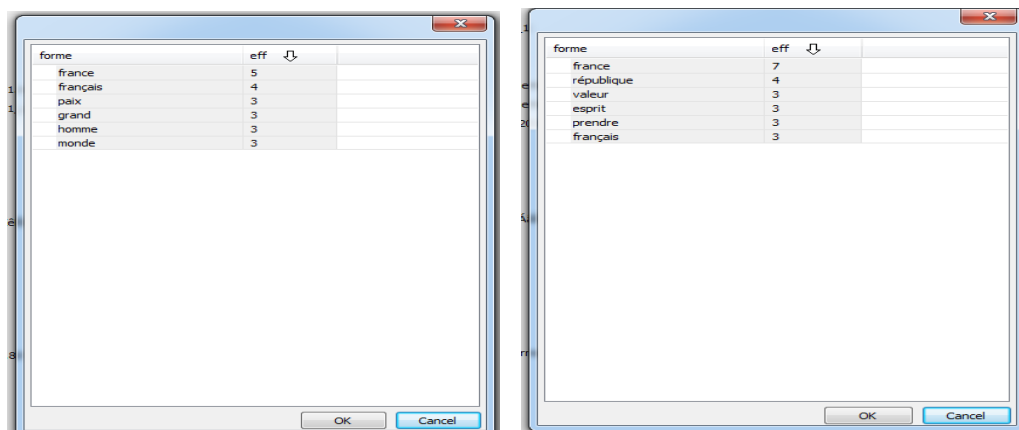 forme eff
france 5
français 4
paix 3
grand 3
homme 3
monde 3
OK Cancel
forme eff
france 7
république 4
valeur 3
esprit 3
prendre 3
français 3
OK Cancel